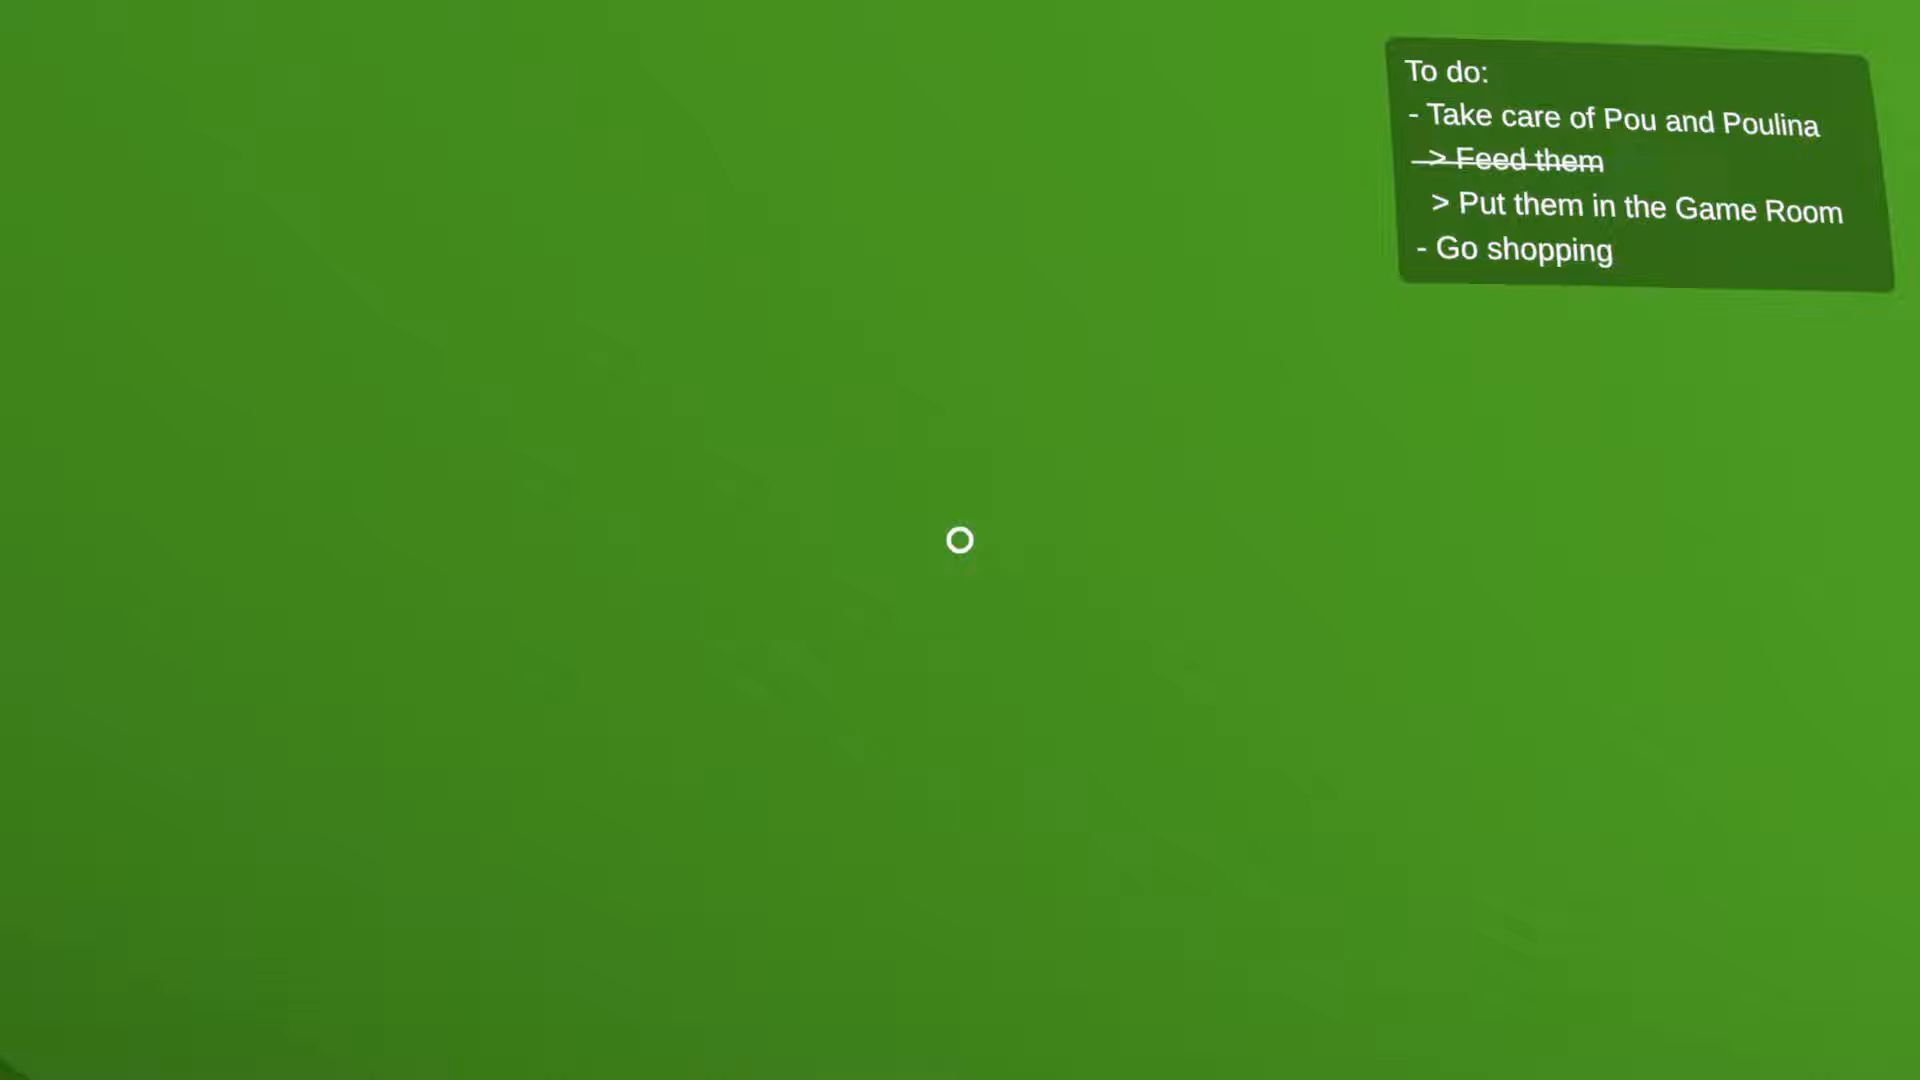 To do:
- Take care of Pou and Poulina
> Feed them
> Put them in the Game Room
- Go shopping